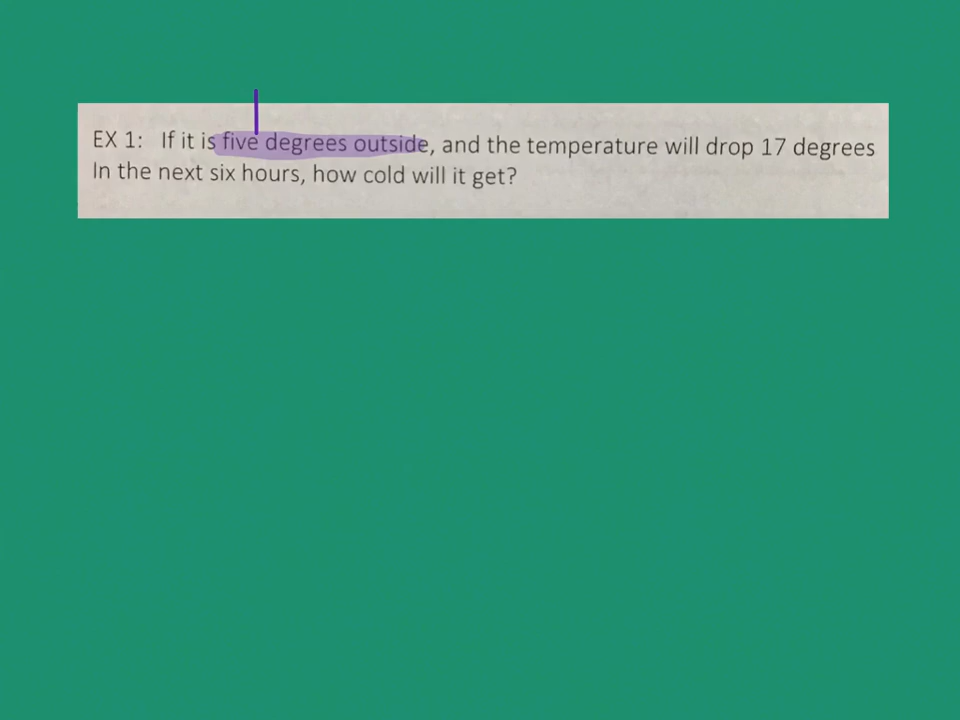 EX 1: If it is five degrees outside, and the temperature will drop 17 degrees
In the next six hours, how cold will it get?